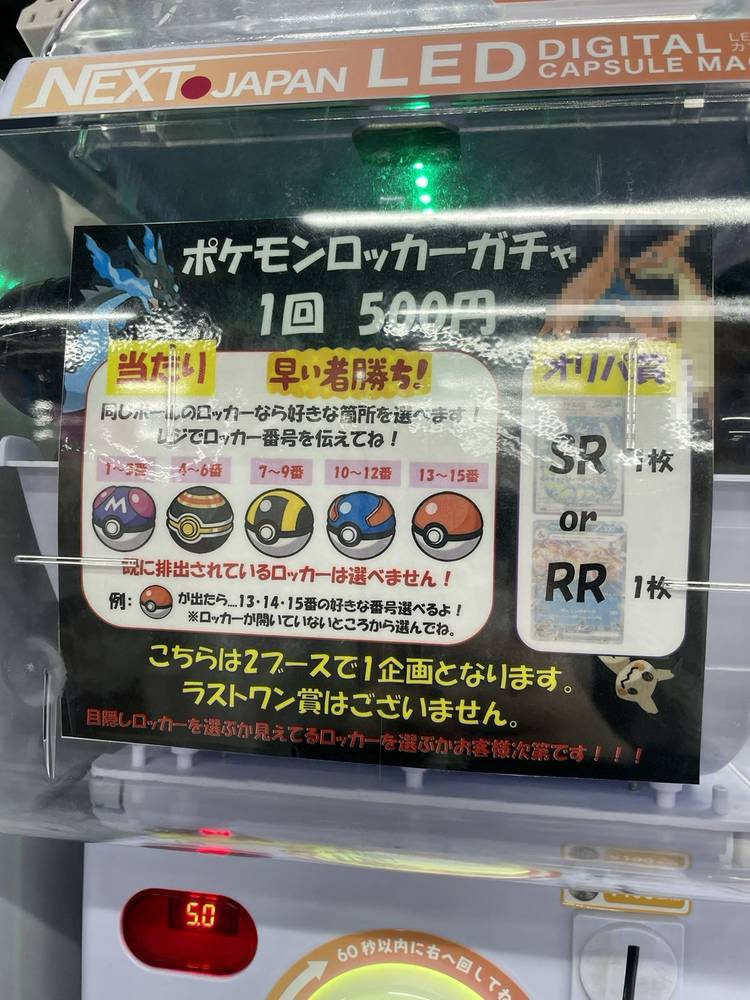 NEXT JAPAN LED DIGITAL
CAPSULE MA
ポケモンロッカーガチャ
1回 500円
当たり 早い者勝ち!
同じボールのロッカーなら好きな箇所を選べます!
レジでロッカー番号を伝えてね!
1~3番 4~6番 7~9番 10~12番 13~15番
M
既に排出されているロッカーは選べません!
例: が出たら....13・14・15番の好きな番号選べるよ!
※ロッカーが開いていないところから選んでね。
オリパ賞
SR 1枚
or
RR 1枚
こちらは2ブースで1企画となります。
ラストワン賞はございません。
目隠しロッカーを選ぶか見えてるロッカーを選ぶかお客様次第です!!!
5.0
60秒以内に右へ回してね